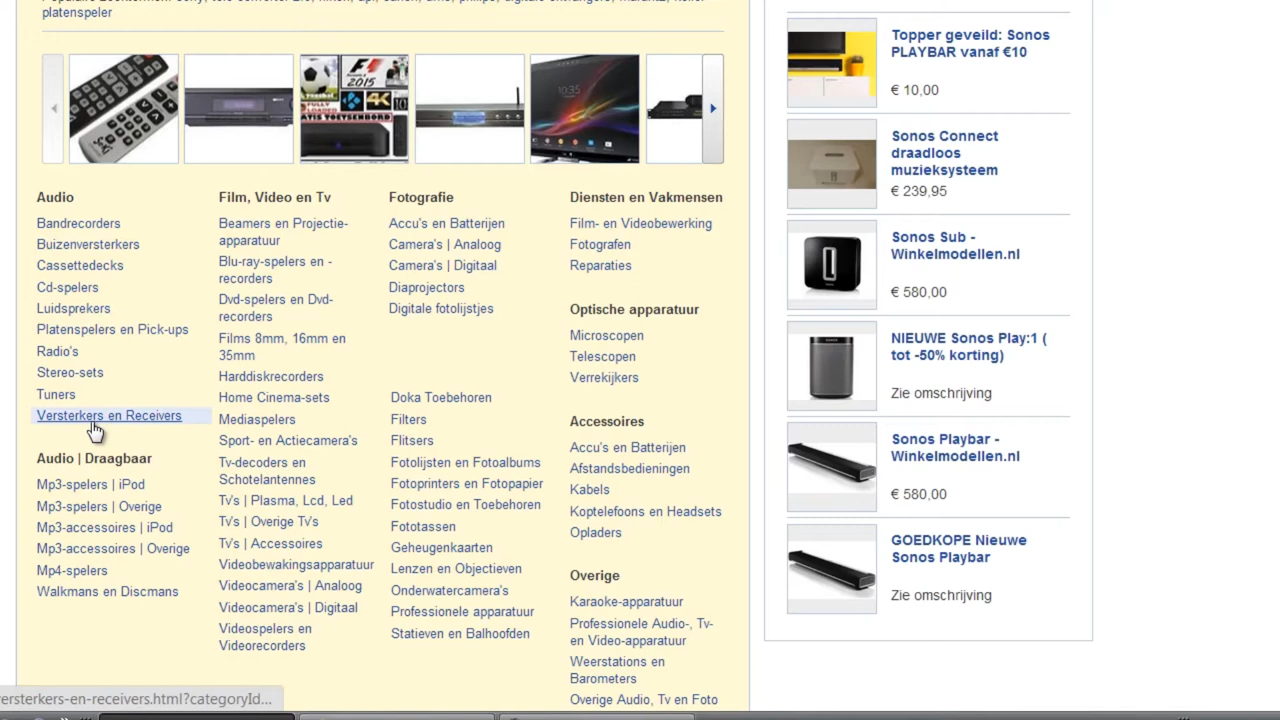 platenspeler
Audio
Bandrecorders
Buizenversterkers
Cassettedecks
Cd-spelers
Luidsprekers
Platenspelers en Pick-ups
Radio's
Stereo-sets
Tuners
Versterkers en Receivers
Audio | Draagbaar
Mp3-spelers | iPod
Mp3-spelers | Overige
Mp3-accessoires | iPod
Mp3-accessoires | Overige
Mp4-spelers
Walkmans en Discmans
Film, Video en Tv
Beamers en Projectie-
apparatuur
Blu-ray-spelers en -
recorders
Dvd-spelers en Dvd-
recorders
Films 8mm, 16mm en
35mm
Harddiskrecorders
Home Cinema-sets
Mediaspelers
Sport- en Actiecamera's
Tv-decoders en
Schotelantennes
Tv's | Plasma, Lcd, Led
Tv's | Overige Tv's
Tv's | Accessoires
Videobewakingsapparatuur
Videocamera's | Analoog
Videocamera's | Digitaal
Videospelers en
Videorecorders
Fotografie
Accu's en Batterijen
Camera's | Analoog
Camera's | Digitaal
Diaprojectors
Digitale fotolijstjes
Doka Toebehoren
Filters
Flitsers
Fotolijsten en Fotoalbums
Fotoprinters en Fotopapier
Fotostudio en Toebehoren
Fototassen
Geheugenkaarten
Lenzen en Objectieven
Onderwatercamera's
Professionele apparatuur
Statieven en Balhoofden
Diensten en Vakmensen
Film- en Videobewerking
Fotografen
Reparaties
Optische apparatuur
Microscopen
Telescopen
Verrekijkers
Accessoires
Accu's en Batterijen
Afstandsbedieningen
Kabels
Koptelefoons en Headsets
Opladers
Overige
Karaoke-apparatuur
Professionele Audio-, Tv-
en Video-apparatuur
Weerstations en
Barometers
Overige Audio, Tv en Foto
Topper geveild: Sonos
PLAYBAR vanaf €10
€ 10,00
Sonos Connect
draadloos
muzieksysteem
€ 239,95
Sonos Sub -
Winkelmodellen.nl
€ 580,00
NIEUWE Sonos Play:1 (
tot -50% korting)
Zie omschrijving
Sonos Playbar -
Winkelmodellen.nl
€ 580,00
GOEDKOPE Nieuwe
Sonos Playbar
Zie omschrijving
F1
2015
4K
FULLY
LOADED
GRATIS TOETSENBORD
10:35
ersterkers-en-receivers.html?categoryId...